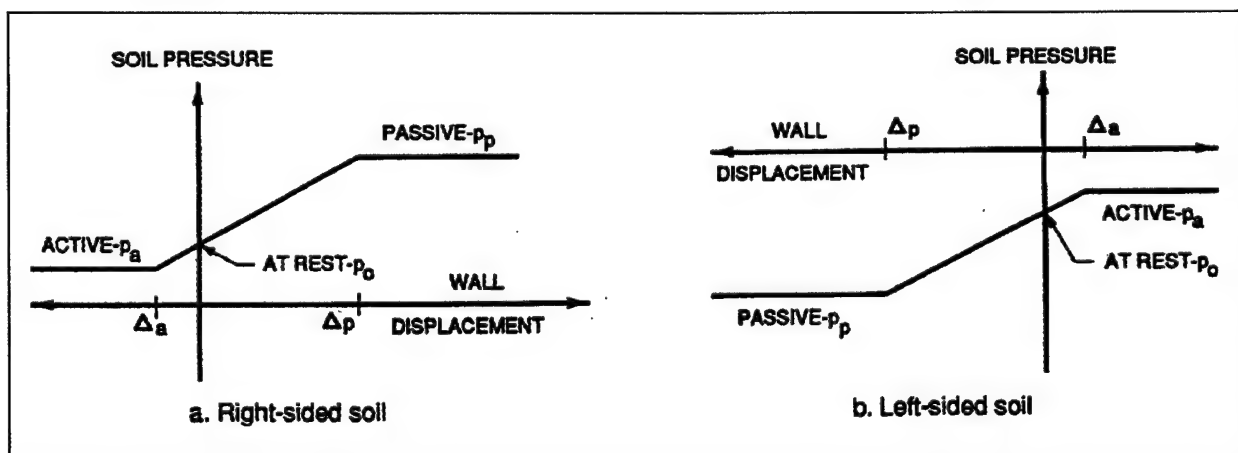 SOIL PRESSURE
PASSIVE-pp
ACTIVE-pa
AT REST-po
WALL
DISPLACEMENT
Δa
Δp
a. Right-sided soil
SOIL PRESSURE
WALL
DISPLACEMENT
Δp
Δa
ACTIVE-pa
AT REST-po
PASSIVE-pp
b. Left-sided soil